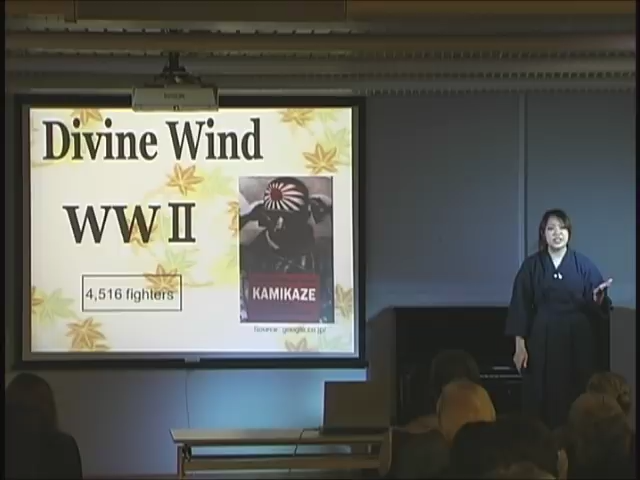 Divine Wind
WW II
4,516 fighters
KAMIKAZE
Source: google.co.jp/